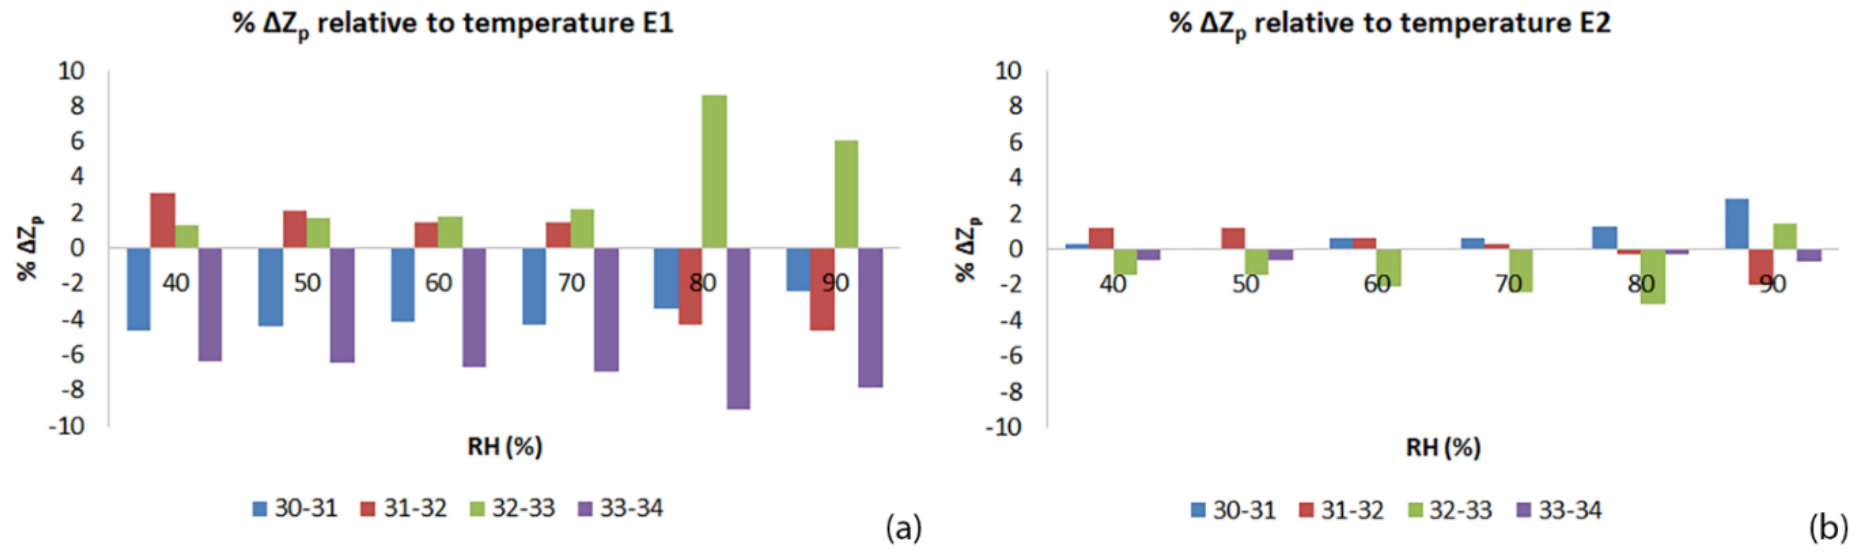 % ΔZp relative to temperature E1
10
8
6
4
2
0
-2
-4
-6
-8
-10
% ΔZp
40 50 60 70 80 90
RH (%)
30-31 31-32 32-33 33-34
(a)
% ΔZp relative to temperature E2
10
8
6
4
2
0
-2
-4
-6
-8
-10
% ΔZp
40 50 60 70 80 90
RH (%)
30-31 31-32 32-33 33-34
(b)